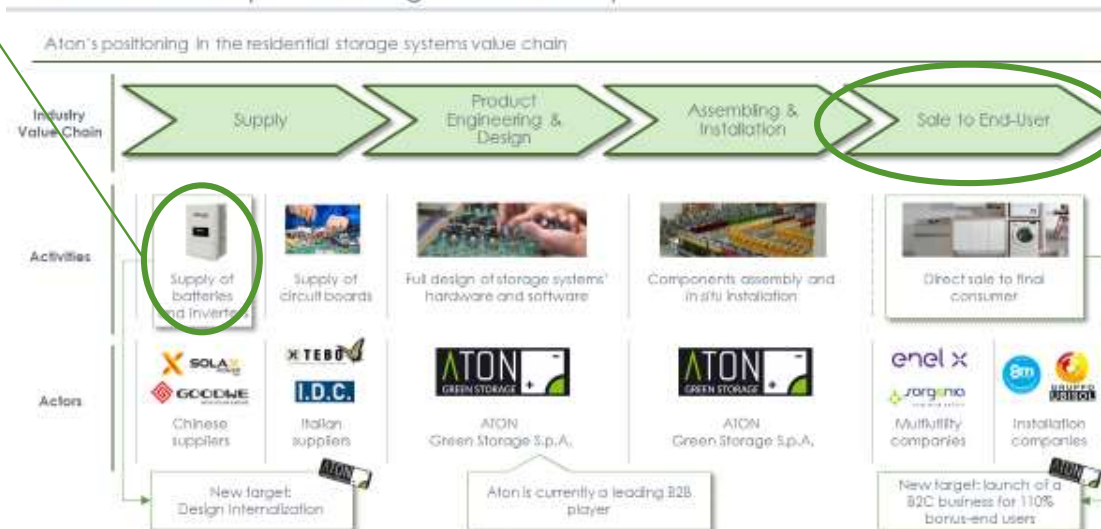 Aton's positioning in the residential storage systems value chain
Industry
Value Chain
Supply
Product
Engineering &
Design
Assembling &
Installation
Sale to End-User
Activities
Supply of
batteries
and inverters
Supply of
circuit boards
Full design of storage systems'
hardware and software
Components assembly and
in situ installation
Direct sale to final
consumer
Actors
SOLAX
GOODWE
Chinese
suppliers
TEBO
I.D.C.
Italian
suppliers
ATON
GREEN STORAGE
ATON
Green Storage S.p.A.
ATON
GREEN STORAGE
ATON
Green Storage S.p.A.
enel x
sorgenia
Multiutility
companies
8m
GRUPPO
UBISOL
Installation
companies
ATON
New target:
Design Internalization
Aton is currently a leading B2B
player
ATON
New target: launch of a
B2C business for 110%
bonus-end users